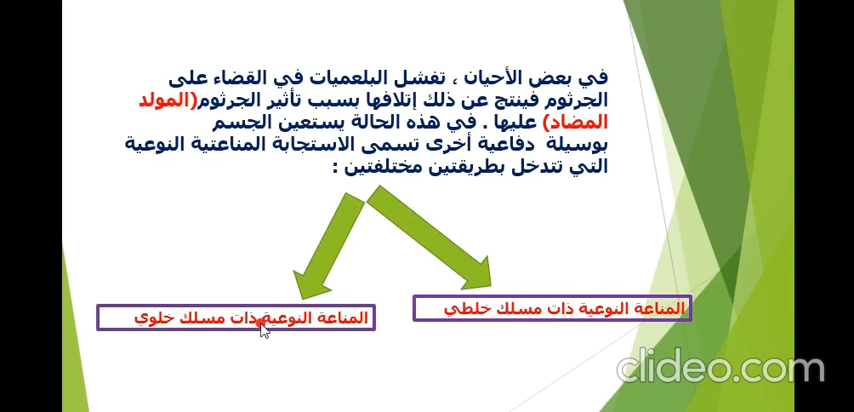 في بعض الأحيان ، تفشل البلعميات في القضاء على
الجرثوم فينتج عن ذلك إتلافها بسبب تأثير الجرثوم(المولد
المضاد) عليها . في هذه الحالة يستعين الجسم
بوسيلة دفاعية أخرى تسمى الاستجابة المناعتية النوعية
التي تتدخل بطريقتين مختلفتين :
المناعة النوعية ذات مسلك خلطي
المناعة النوعية ذات مسلك خلوي
clideo.com